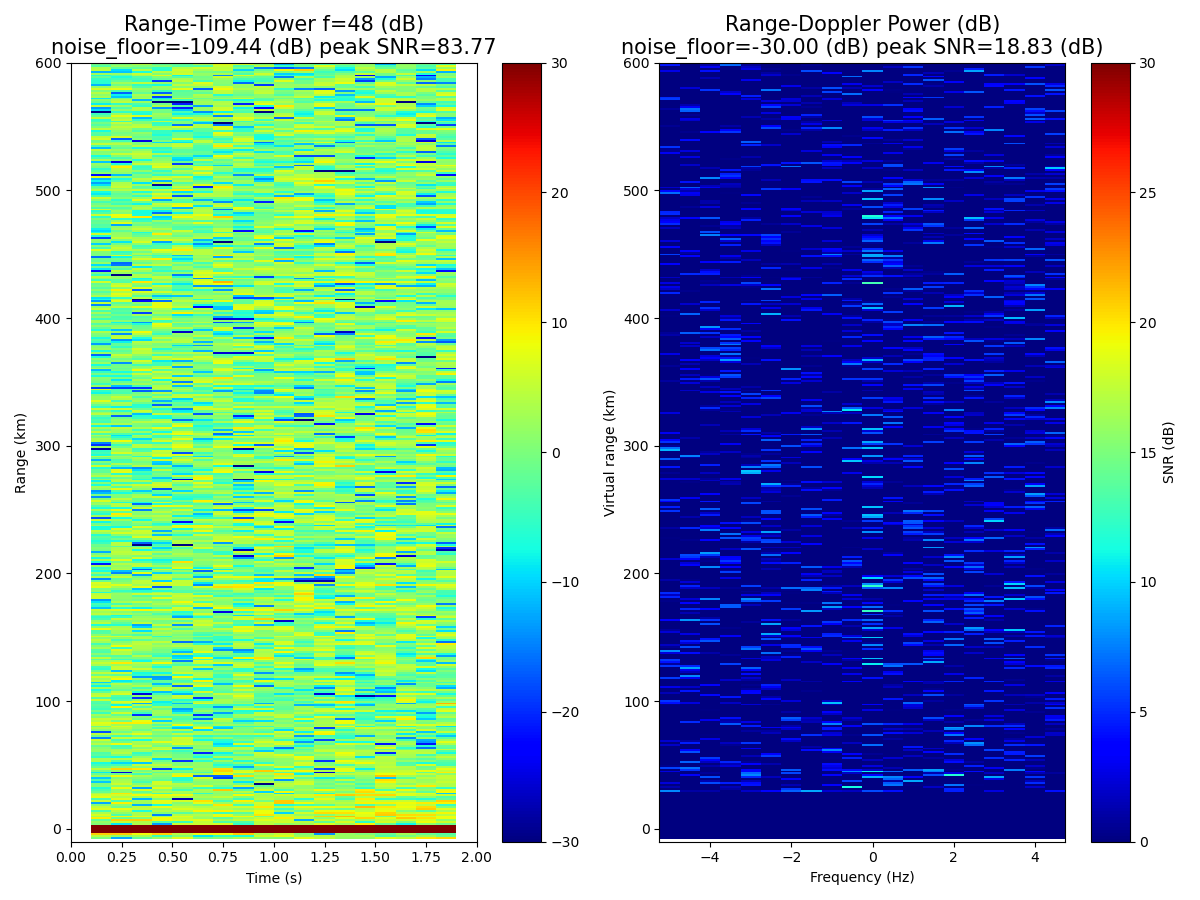 Range-Time Power f=48 (dB)
noise_floor=-109.44 (dB) peak SNR=83.77
600
500
400
300
200
100
0
Range (km)
0.00 0.25 0.50 0.75 1.00 1.25 1.50 1.75 2.00
Time (s)
30
20
10
0
−10
−20
−30
Range-Doppler Power (dB)
noise_floor=-30.00 (dB) peak SNR=18.83 (dB)
600
500
400
300
200
100
0
Virtual range (km)
−4 −2 0 2 4
Frequency (Hz)
30
25
20
15
10
5
0
SNR (dB)